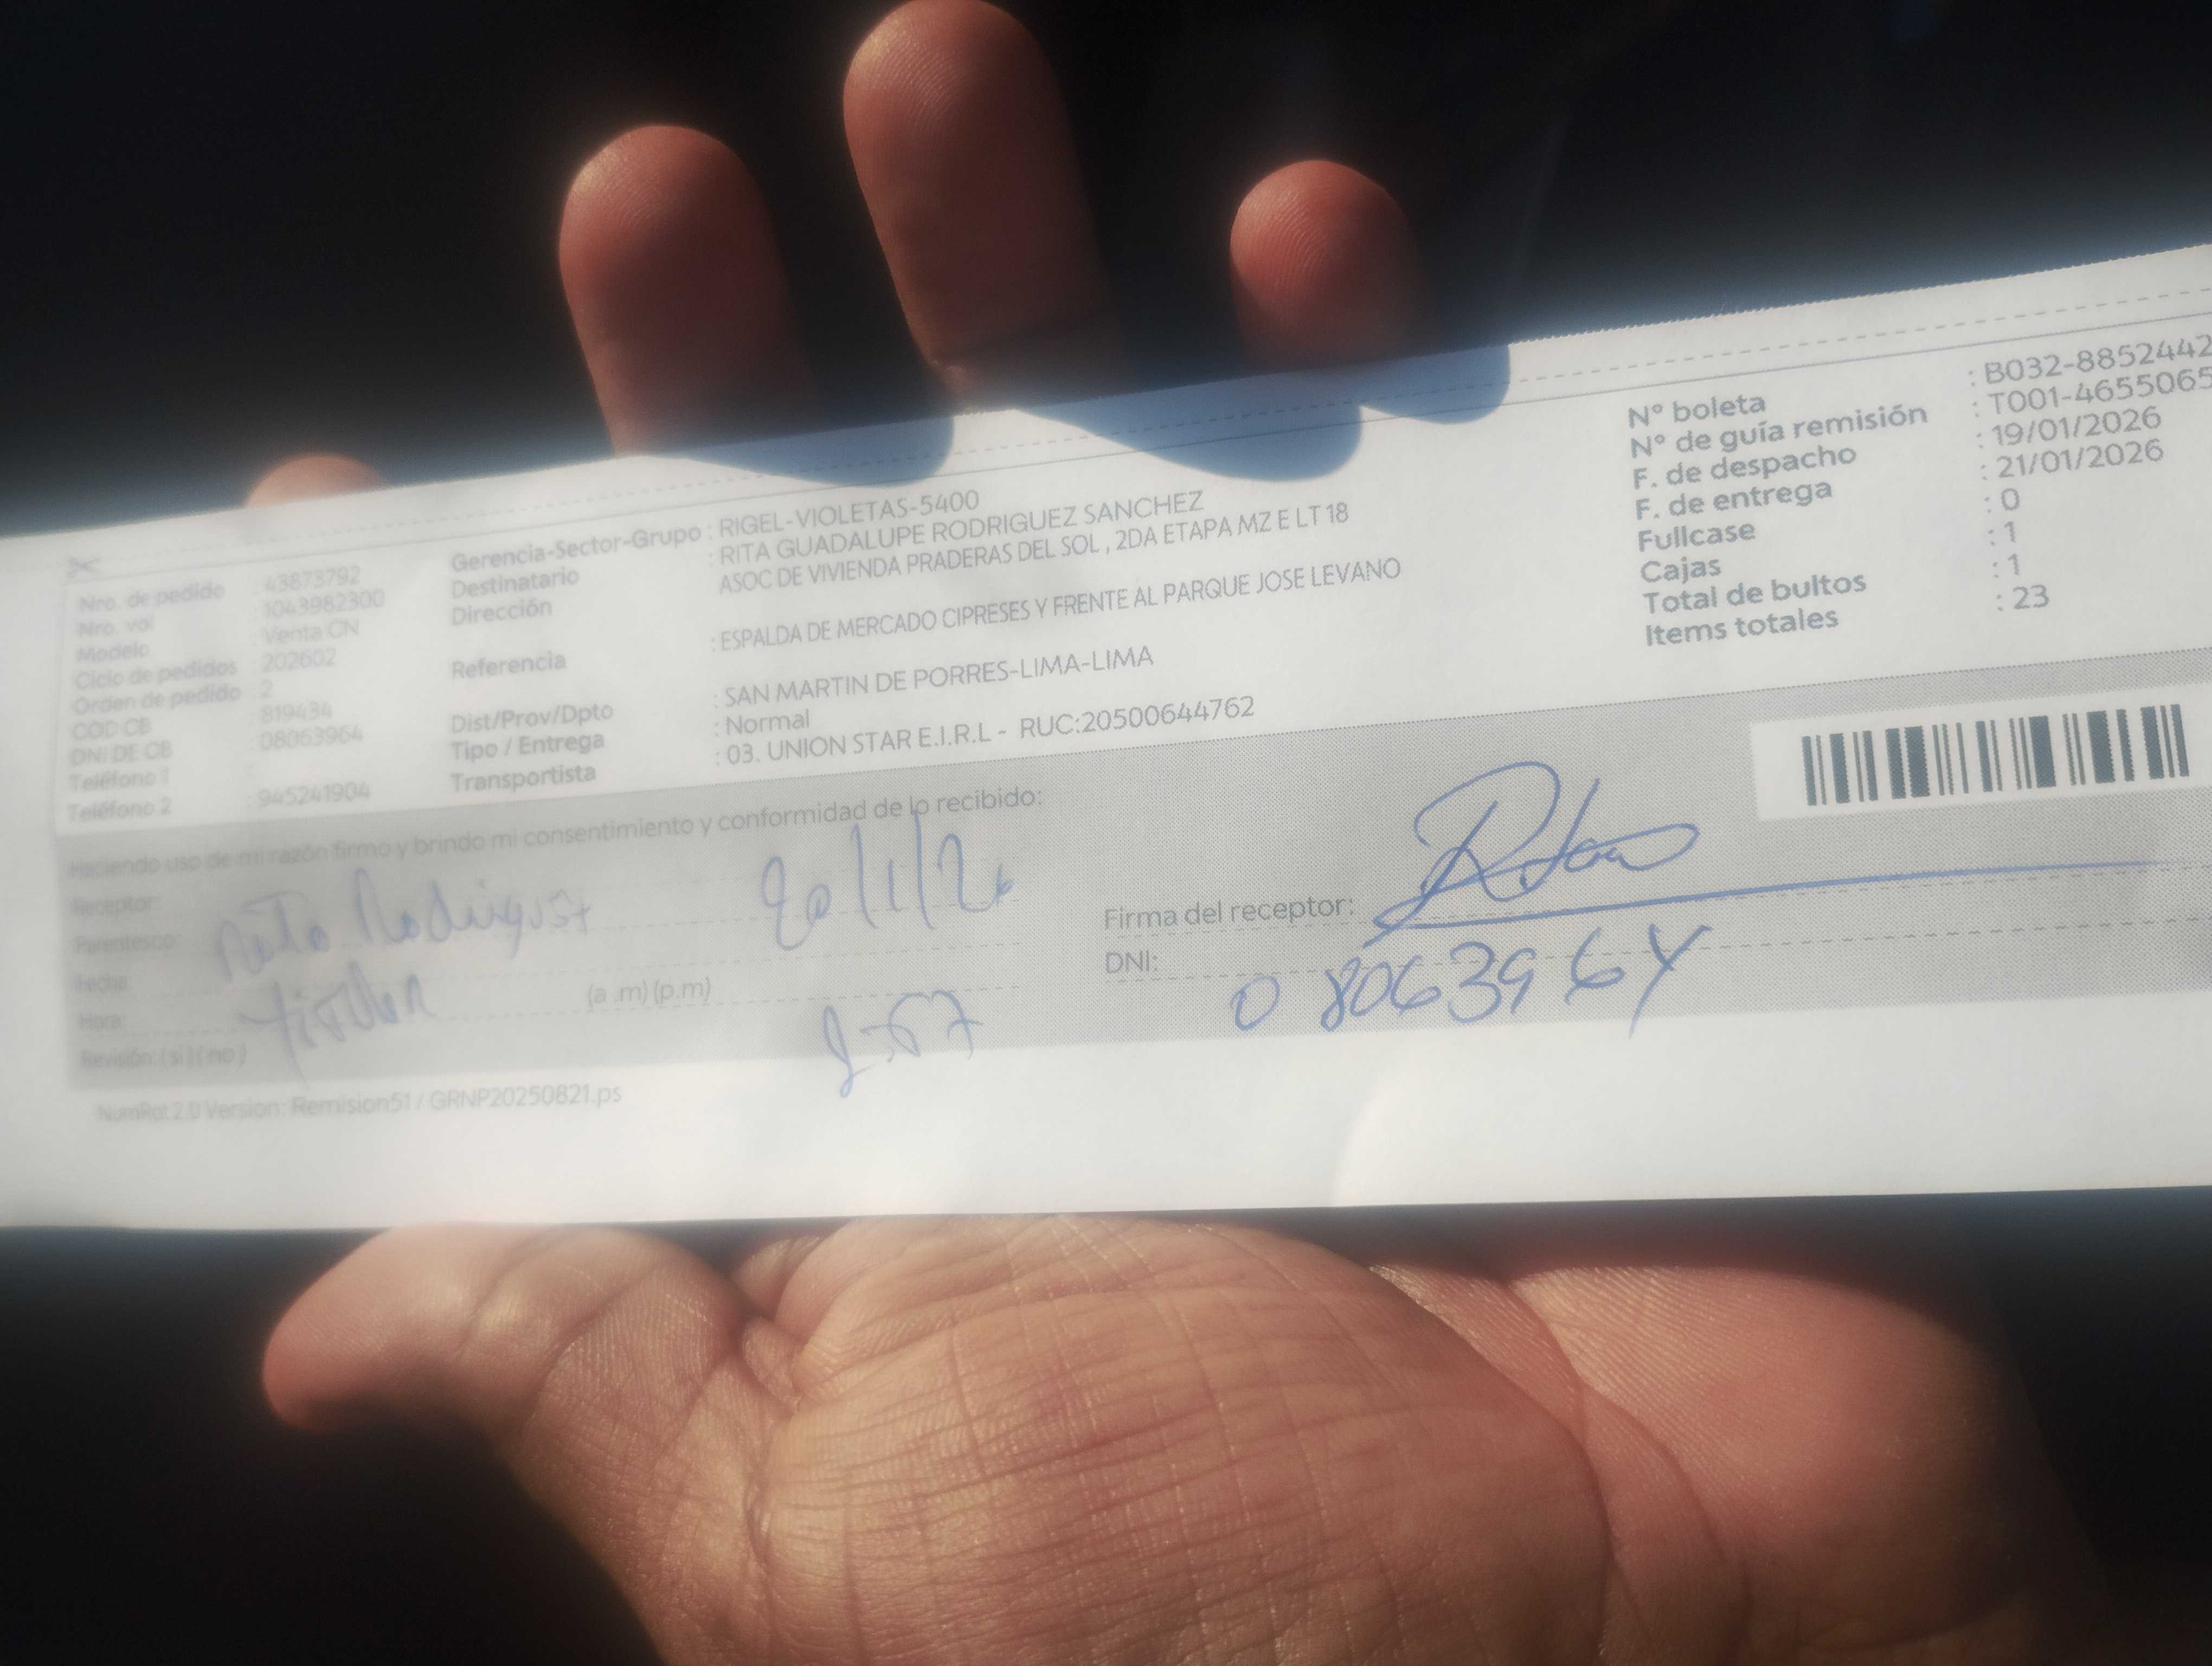 Nro. de pedido : 43873792
Nro. vol : 1043982300
Modelo : Venta CN
Ciclo de pedidos : 202602
Orden de pedido : 2
COD CB : 819434
DNI DE CB : 08063964
Teléfono 1 :
Teléfono 2 : 945241904
Gerencia-Sector-Grupo : RIGEL-VIOLETAS-5400
Destinatario : RITA GUADALUPE RODRIGUEZ SANCHEZ
Dirección ASOC DE VIVIENDA PRADERAS DEL SOL , 2DA ETAPA MZ E LT 18
Referencia : ESPALDA DE MERCADO CIPRESES Y FRENTE AL PARQUE JOSE LEVANO
Dist/Prov/Dpto : SAN MARTIN DE PORRES-LIMA-LIMA
Tipo / Entrega : Normal
Transportista : 03. UNION STAR E.I.R.L - RUC:20500644762
N° boleta : B032-8852442
N° de guía remisión : T001-4655065
F. de despacho : 19/01/2026
F. de entrega : 21/01/2026
Fullcase : 0
Cajas : 1
Total de bultos : 1
Items totales : 23
Haciendo uso de mi razón firmo y brindo mi consentimiento y conformidad de lo recibido:
Receptor:
Parentesco:
Fecha:
Hora: (a .m) (p.m)
Revisión: ( si ) ( no )
20/1/26
Firma del receptor:
DNI: 08063964
NumRot 2.0 Version: Remision51 / GRNP20250821.ps